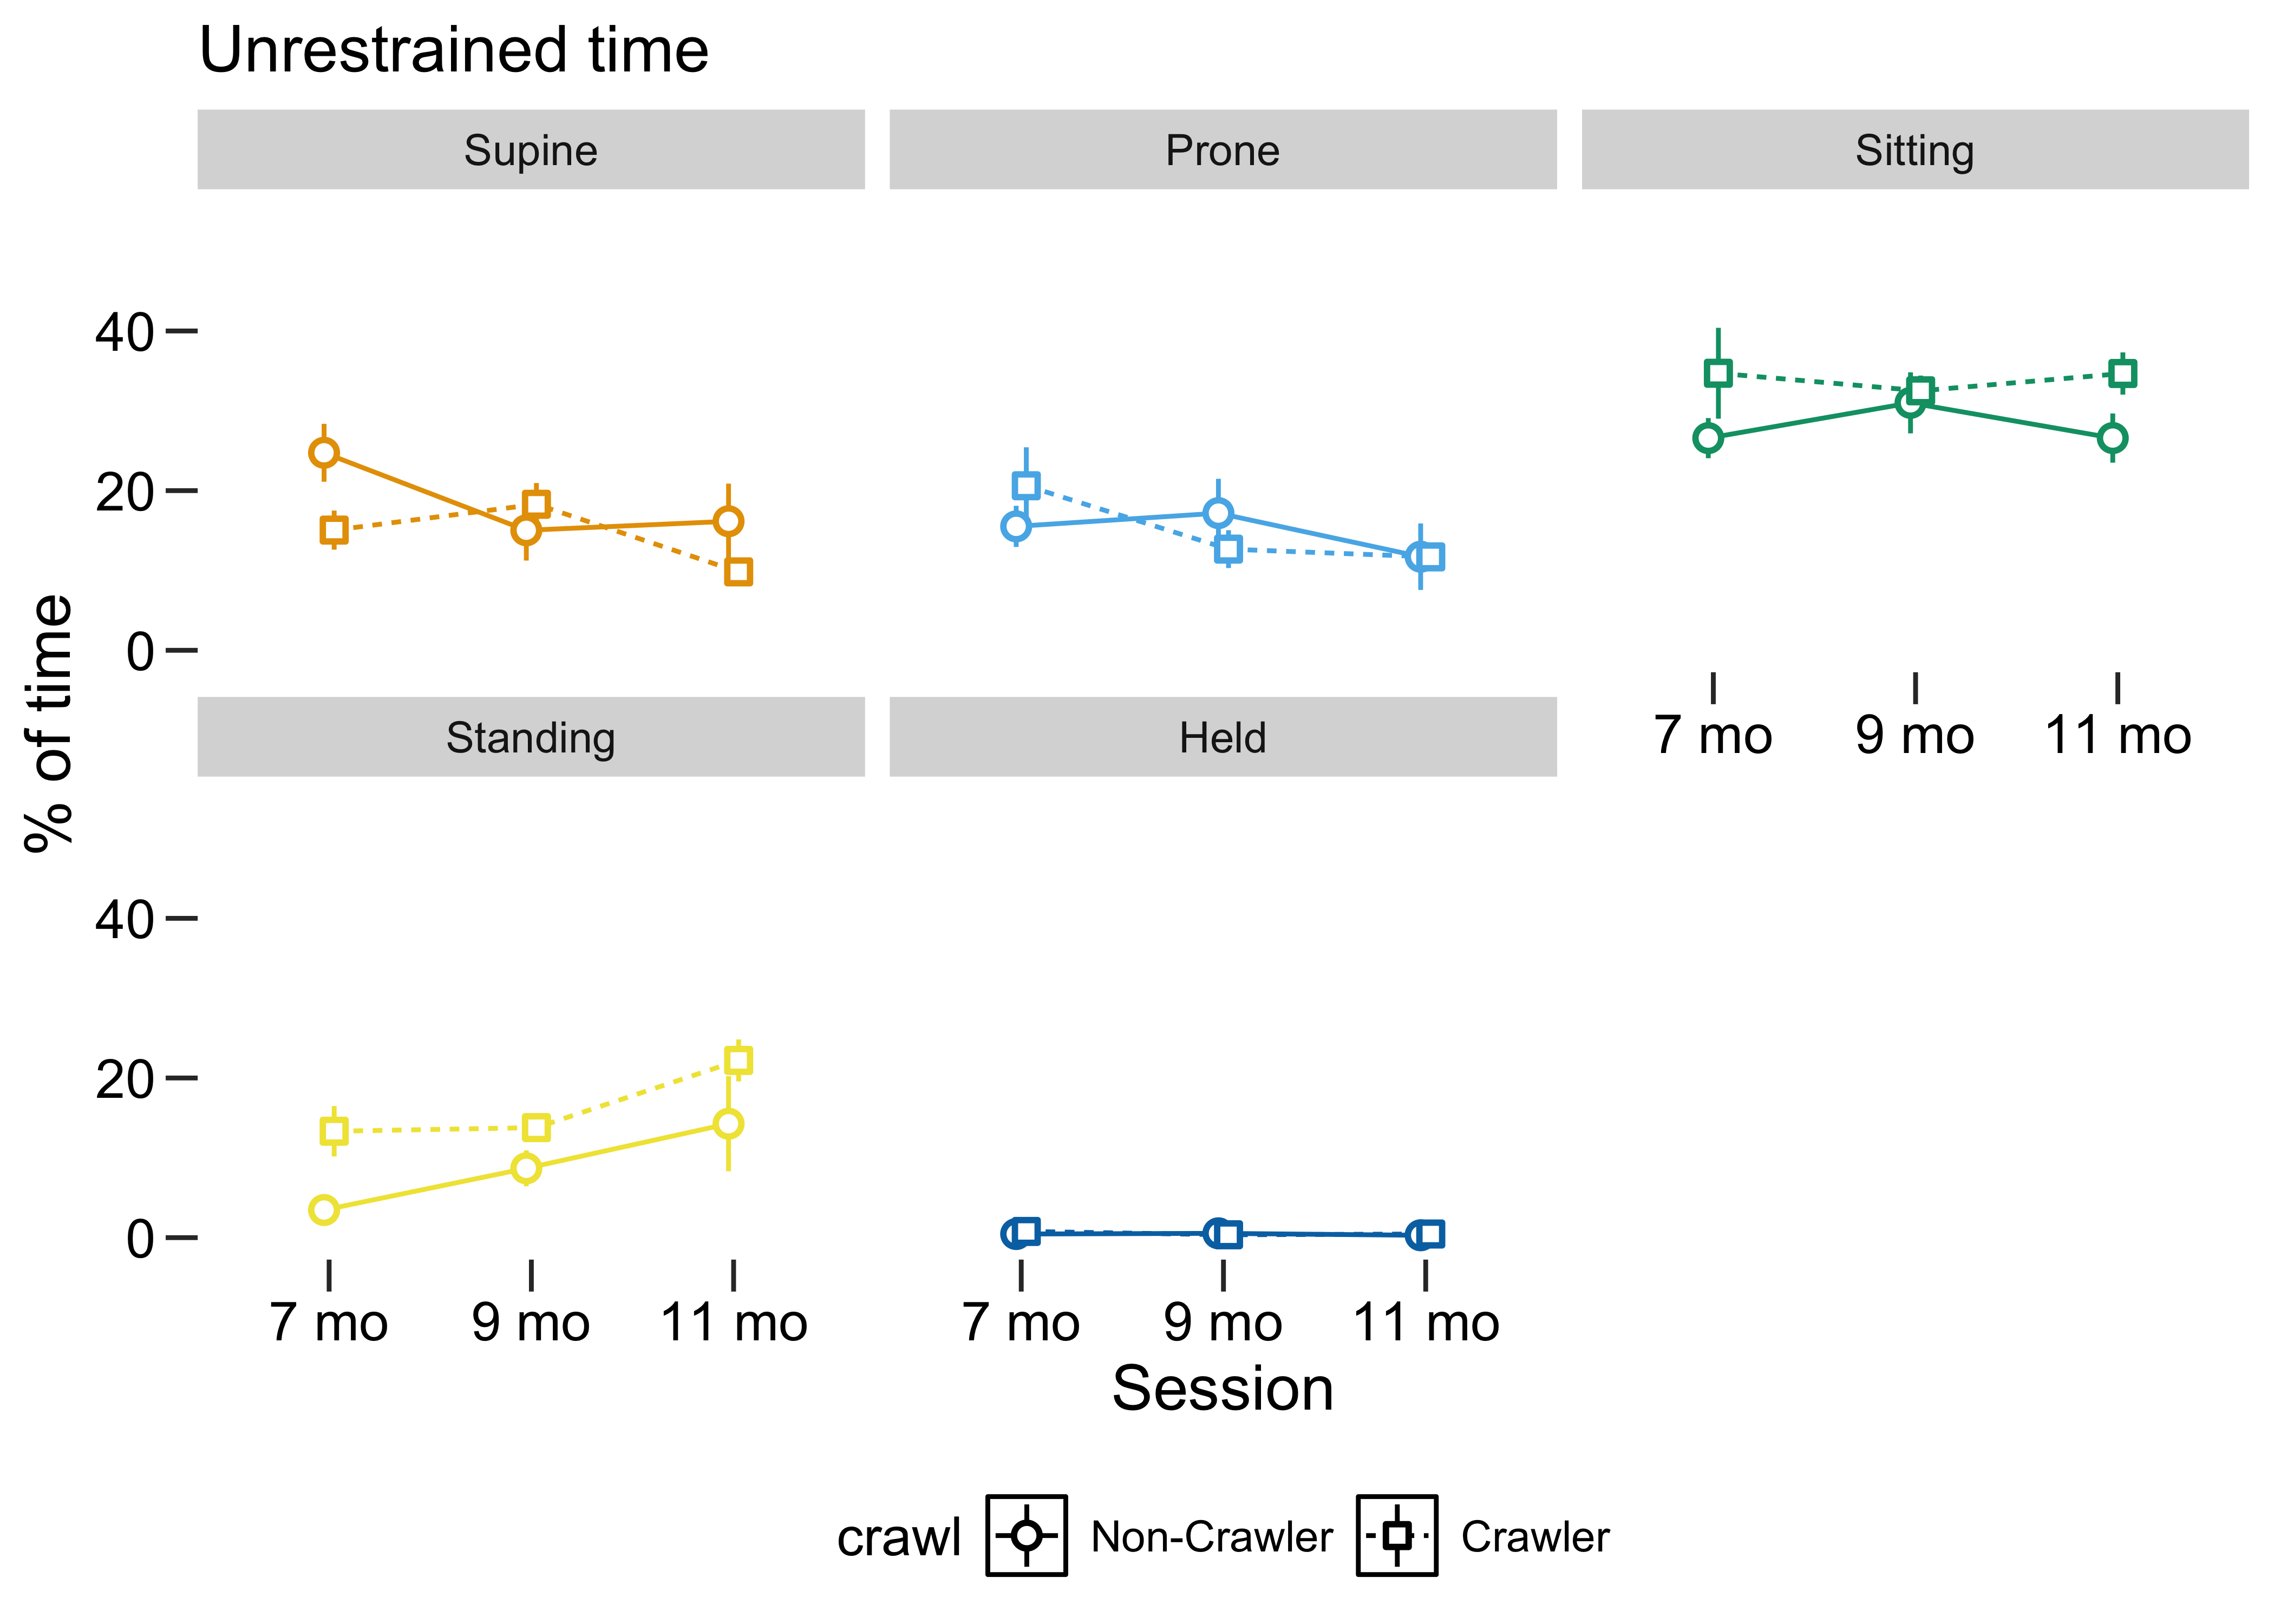 Unrestrained time
Supine
Prone
Sitting
40
20
0
7 mo 9 mo 11 mo
% of time
Standing
Held
40
20
0
7 mo 9 mo 11 mo
7 mo 9 mo 11 mo
Session
crawl Non-Crawler Crawler